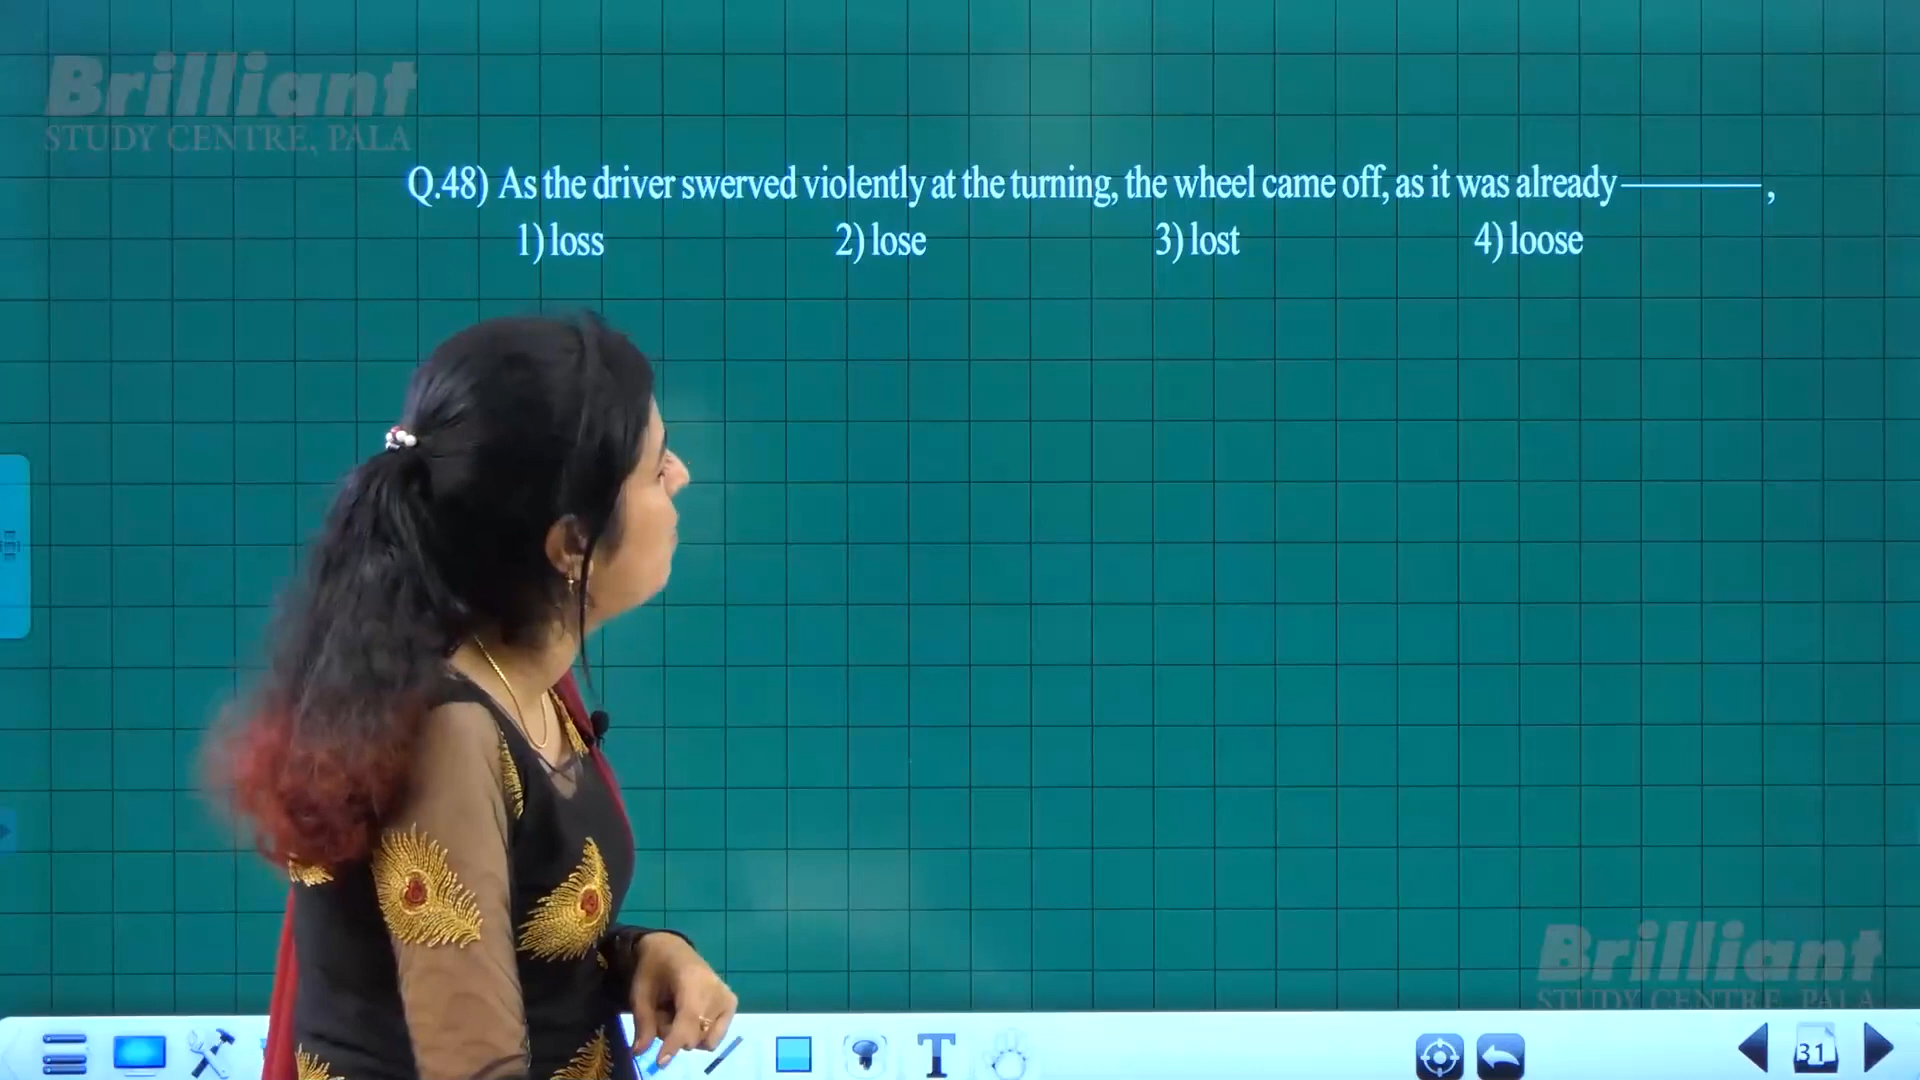 Brilliant
STUDY CENTRE, PALA
Q.48) As the driver swerved violently at the turning, the wheel came off, as it was already ________ ,
1) loss 2) lose 3) lost 4) loose
Brilliant
STUDY CENTRE, PALA
T
31